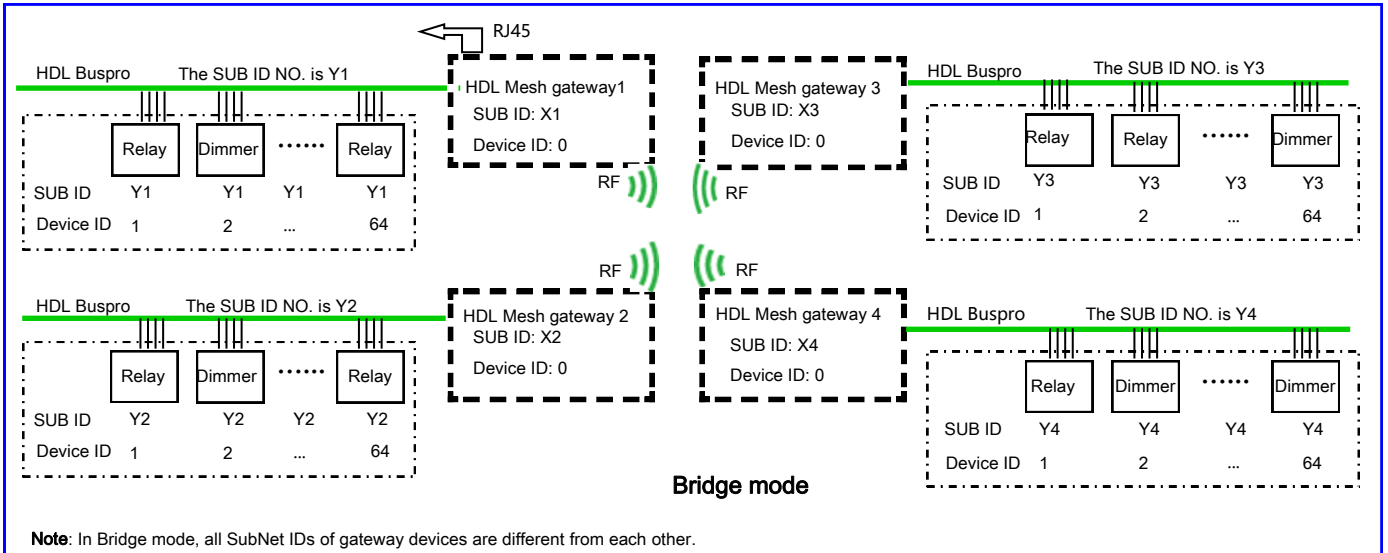 RJ45
HDL Buspro The SUB ID NO. is Y1
HDL Mesh gateway1
SUB ID: X1
Device ID: 0
RF
Relay Dimmer ...... Relay
SUB ID Y1 Y1 Y1 Y1
Device ID 1 2 ... 64
HDL Mesh gateway 3
SUB ID: X3
Device ID: 0
RF
HDL Buspro The SUB ID NO. is Y3
Relay Relay ...... Dimmer
SUB ID Y3 Y3 Y3 Y3
Device ID 1 2 ... 64
HDL Buspro The SUB ID NO. is Y2
RF
HDL Mesh gateway 2
SUB ID: X2
Device ID: 0
Relay Dimmer ...... Relay
SUB ID Y2 Y2 Y2 Y2
Device ID 1 2 ... 64
RF
HDL Mesh gateway 4
SUB ID: X4
Device ID: 0
HDL Buspro The SUB ID NO. is Y4
Relay Dimmer ...... Dimmer
SUB ID Y4 Y4 Y4 Y4
Device ID 1 2 ... 64
Bridge mode
Note: In Bridge mode, all SubNet IDs of gateway devices are different from each other.